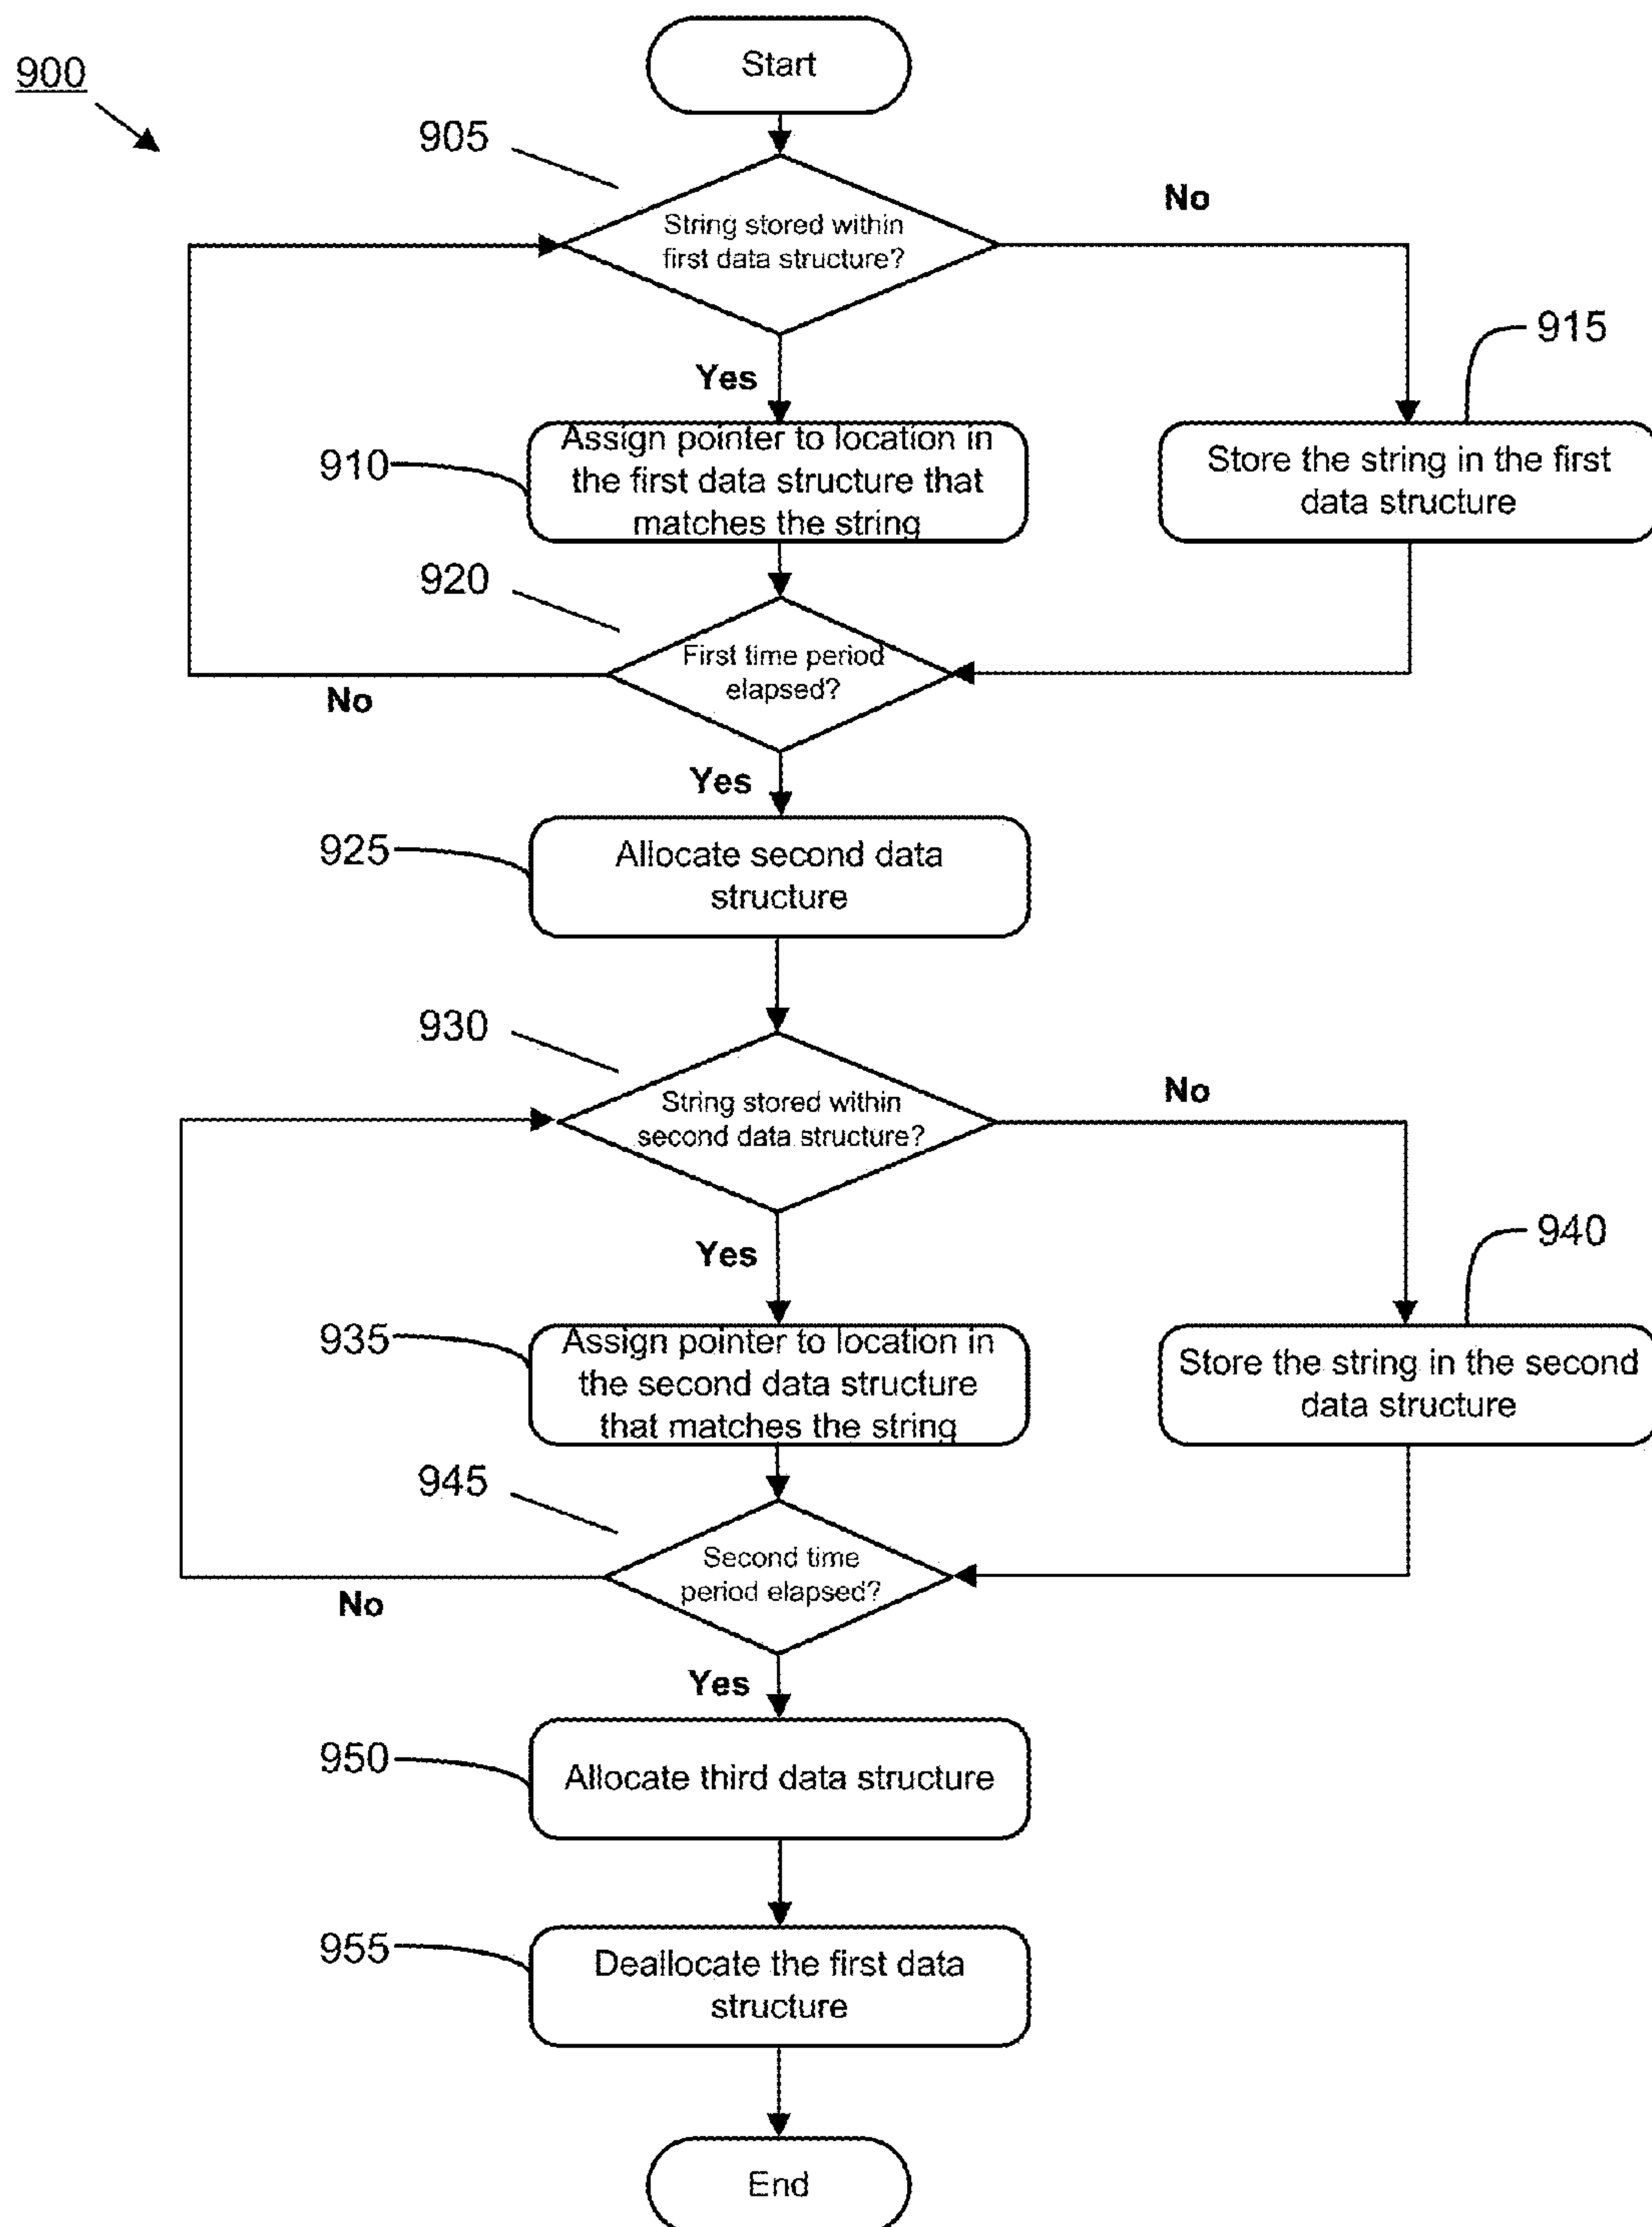 Start
900
905
String stored within
first data structure?
No
Yes
915
910
Assign pointer to location in
the first data structure that
matches the string
Store the string in the first
data structure
920
First time period
elapsed?
No
Yes
925
Allocate second data
structure
930
String stored within
second data structure?
No
Yes
940
935
Assign pointer to location in
the second data structure
that matches the string
Store the string in the second
data structure
945
Second time
period elapsed?
No
Yes
950
Allocate third data structure
955
Deallocate the first data
structure
End